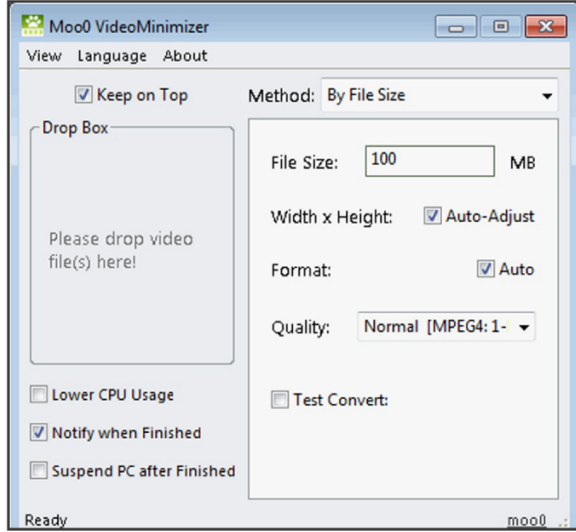 Moo0 VideoMinimizer
View Language About
Keep on Top
Method: By File Size
Drop Box
Please drop video
file(s) here!
File Size: 100 MB
Width x Height: Auto-Adjust
Format: Auto
Quality: Normal [MPEG4: 1-
Test Convert:
Lower CPU Usage
Notify when Finished
Suspend PC after Finished
Ready
moo0